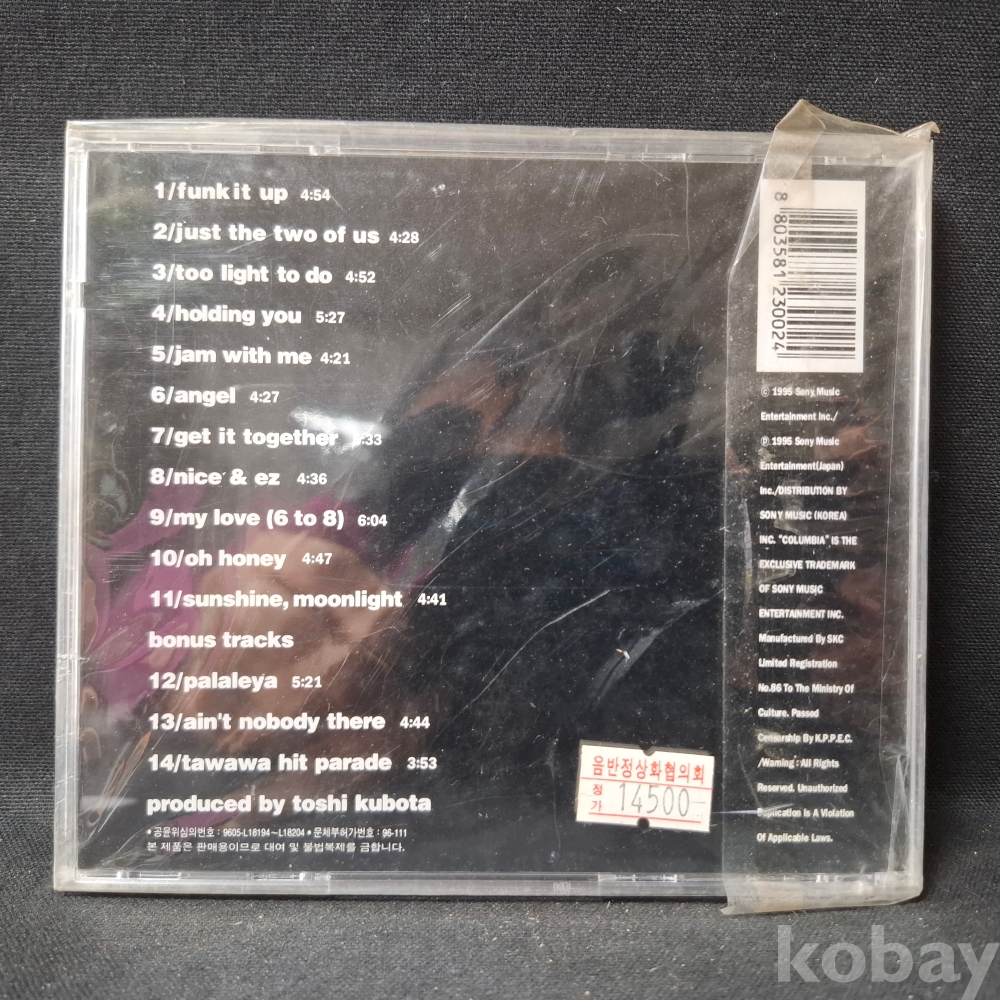 1/funk it up 4:54
2/just the two of us 4:28
3/too light to do 4:52
4/holding you 5:27
5/jam with me 4:21
6/angel 4:27
7/get it together :33
8/nice & ez 4:36
9/my love (6 to 8) 6:04
10/oh honey 4:47
11/sunshine, moonlight 4:41
bonus tracks
12/palaleya 5:21
13/ain't nobody there 4:44
14/tawawa hit parade 3:53
produced by toshi kubota
•공윤위심의번호 : 9605-L18194~L18204 •문체부허가번호 : 96-111
본 제품은 판매용이므로 대여 및 불법복제를 금합니다.
음반정상화협의회
정가 14500-
8 803581 230024
© 1995 Sony Music
Entertainment Inc./
℗ 1995 Sony Music
Entertainment(Japan)
Inc./DISTRIBUTION BY
SONY MUSIC (KOREA)
INC. "COLUMBIA" IS THE
EXCLUSIVE TRADEMARK
OF SONY MUSIC
ENTERTAINMENT INC.
Manufactured By SKC
Limited Registration
No.86 To The Ministry Of
Culture. Passed
Censorship By K.P.P.E.C.
/Warning : All Rights
Reserved. Unauthorized
Duplication Is A Violation
Of Applicable Laws.
kobay